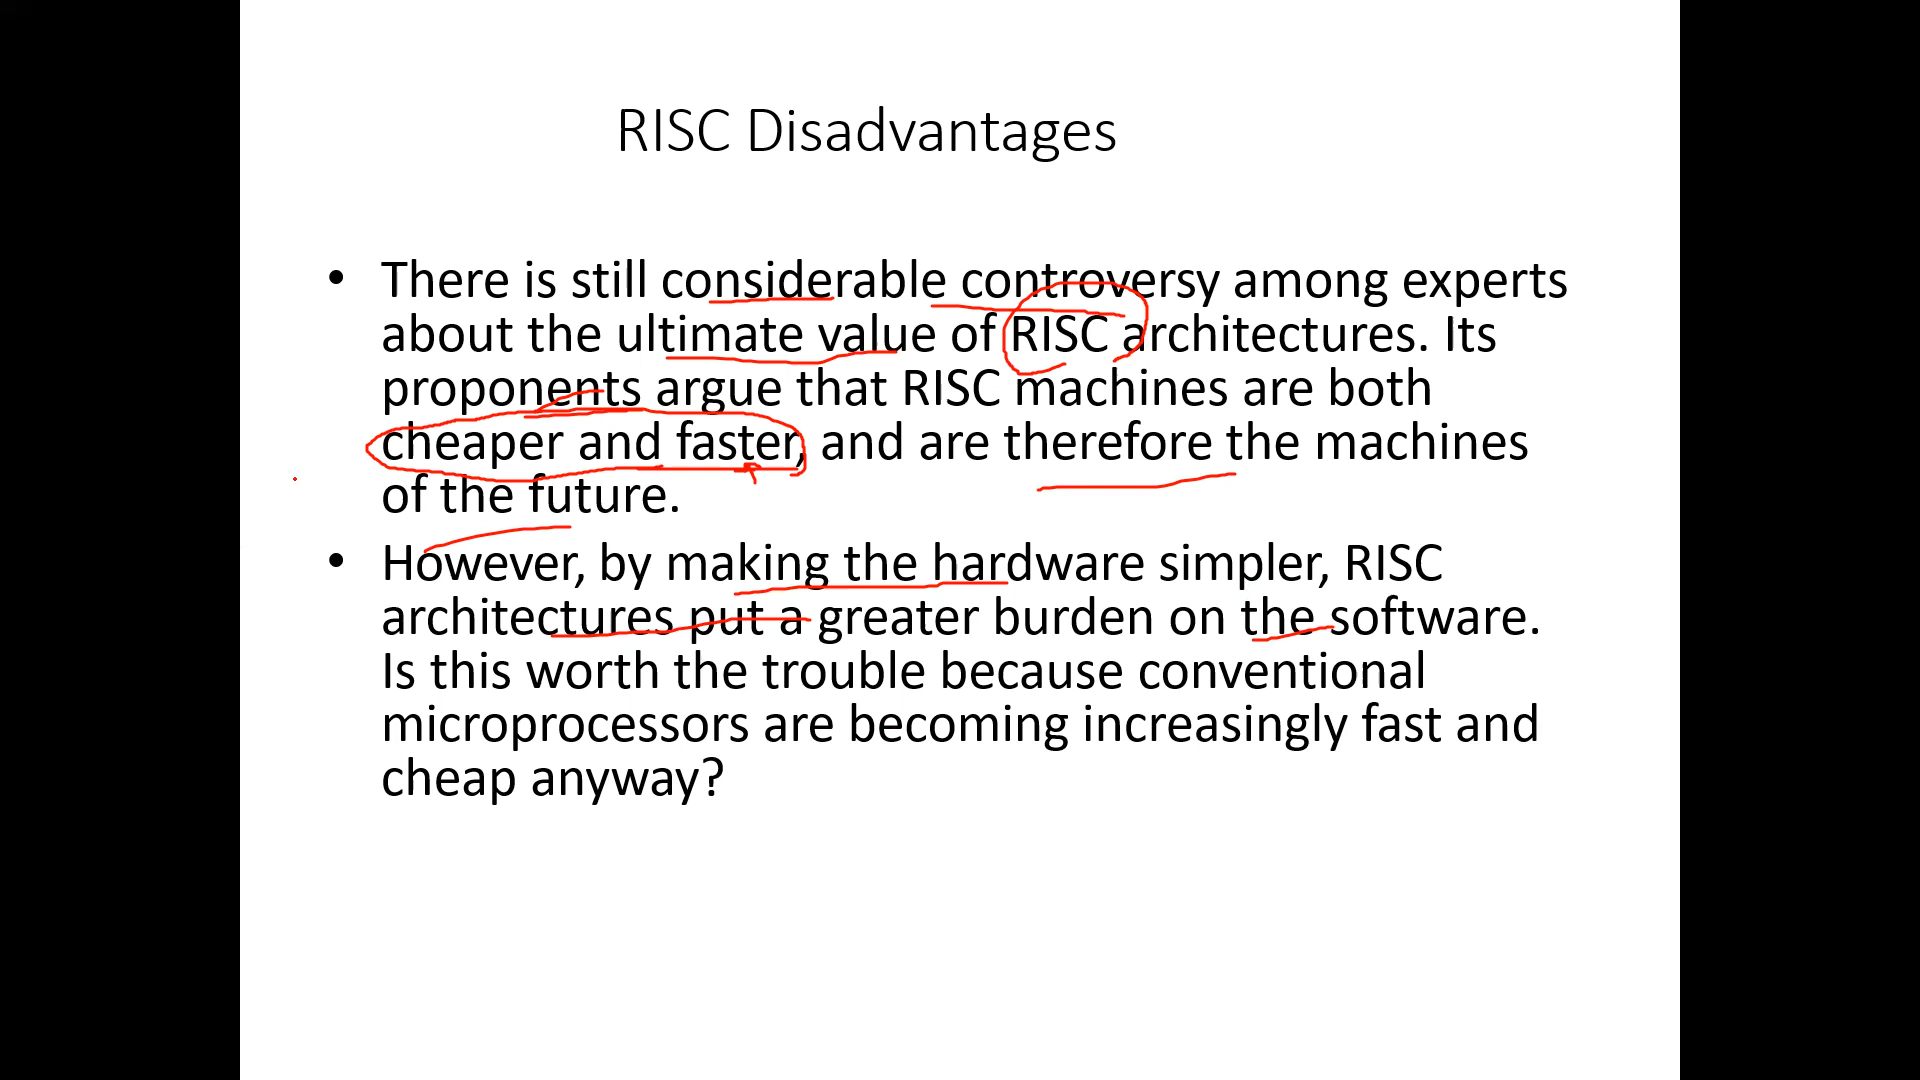 RISC Disadvantages
• There is still considerable controversy among experts
about the ultimate value of RISC architectures. Its
proponents argue that RISC machines are both
cheaper and faster, and are therefore the machines
of the future.
• However, by making the hardware simpler, RISC
architectures put a greater burden on the software.
Is this worth the trouble because conventional
microprocessors are becoming increasingly fast and
cheap anyway?